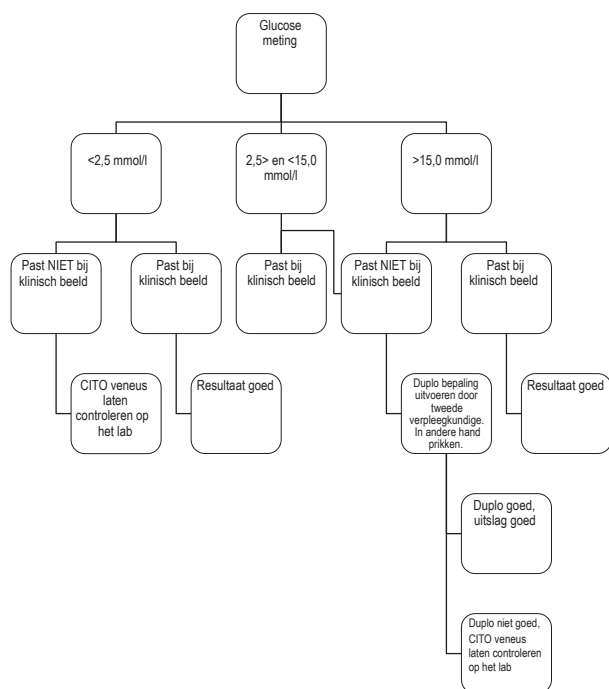 Glucose
meting
<2,5 mmol/l
2,5> en <15,0
mmol/l
>15,0 mmol/l
Past NIET bij
klinisch beeld
Past bij
klinisch beeld
Past bij
klinisch beeld
Past NIET bij
klinisch beeld
Past bij
klinisch beeld
CITO veneus
laten
controleren op
het lab
Resultaat goed
Duplo bepaling
uitvoeren door
tweede
verpleegkundige.
In andere hand
prikken.
Resultaat goed
Duplo goed,
uitslag goed
Duplo niet goed,
CITO veneus
laten controleren
op het lab